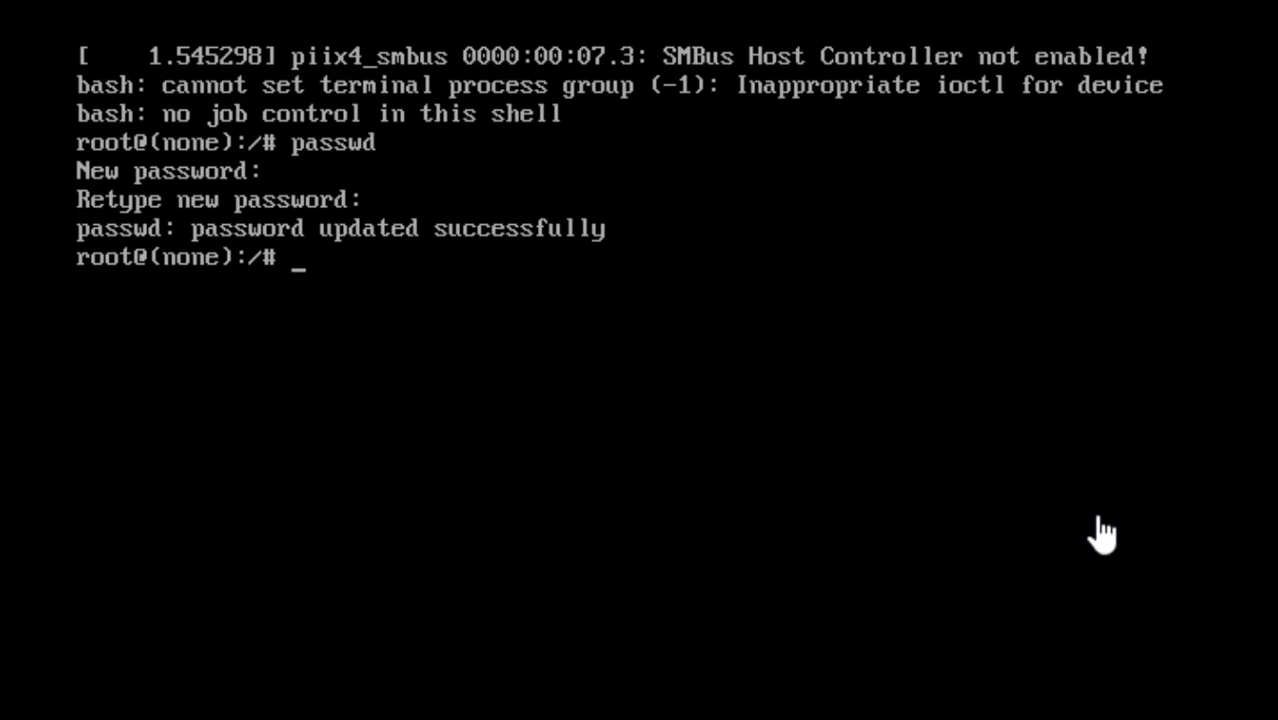 [    1.545298] piix4_smbus 0000:00:07.3: SMBus Host Controller not enabled!
bash: cannot set terminal process group (-1): Inappropriate ioctl for device
bash: no job control in this shell
root@(none):/# passwd
New password:
Retype new password:
passwd: password updated successfully
root@(none):/# _